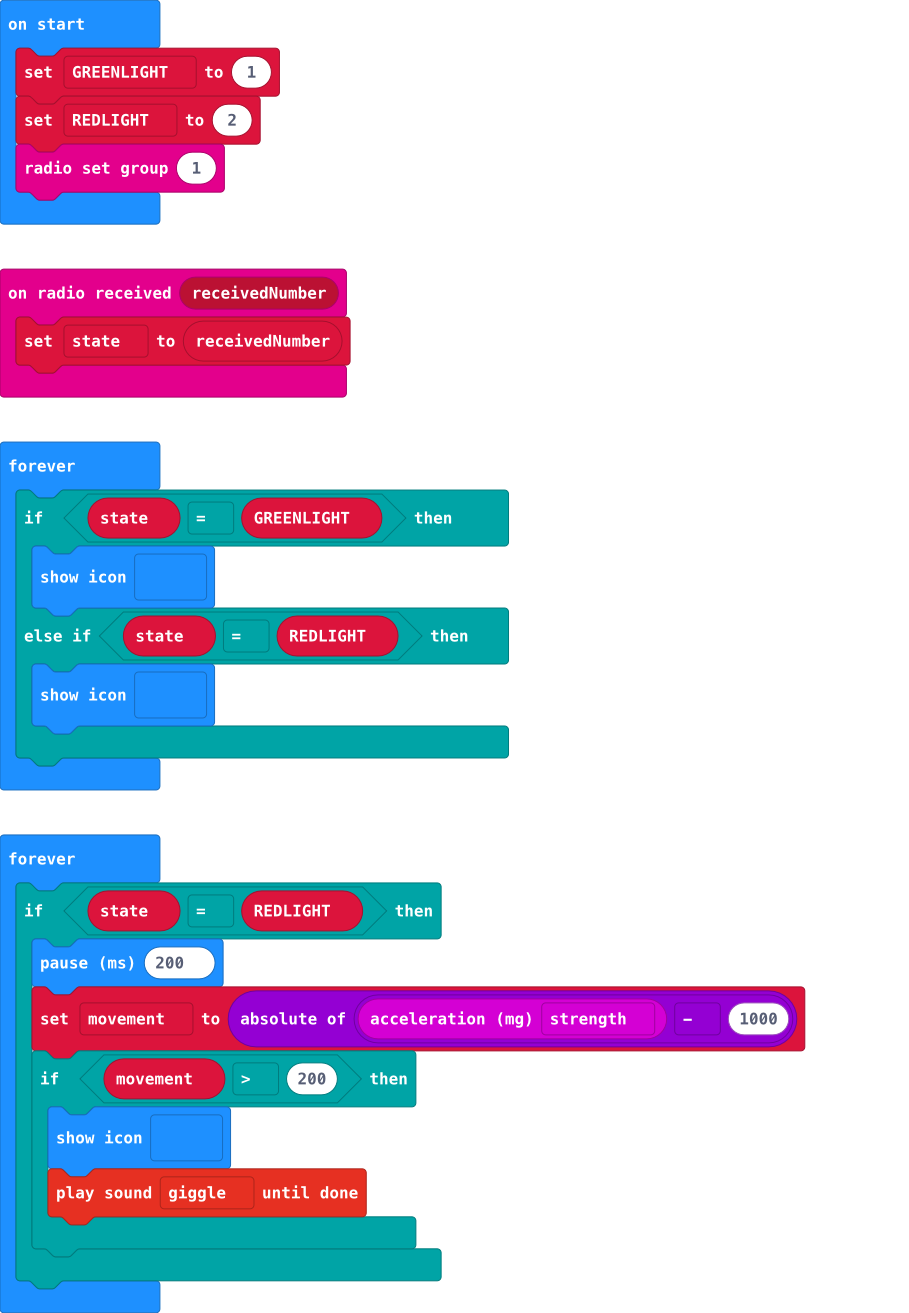 on start
set GREENLIGHT to 1
set REDLIGHT to 2
radio set group 1
on radio received receivedNumber
set state to receivedNumber
forever
if state = GREENLIGHT then
show icon
else if state = REDLIGHT then
show icon
forever
if state = REDLIGHT then
pause (ms) 200
set movement to absolute of acceleration (mg) strength - 1000
if movement > 200 then
show icon
play sound giggle until done